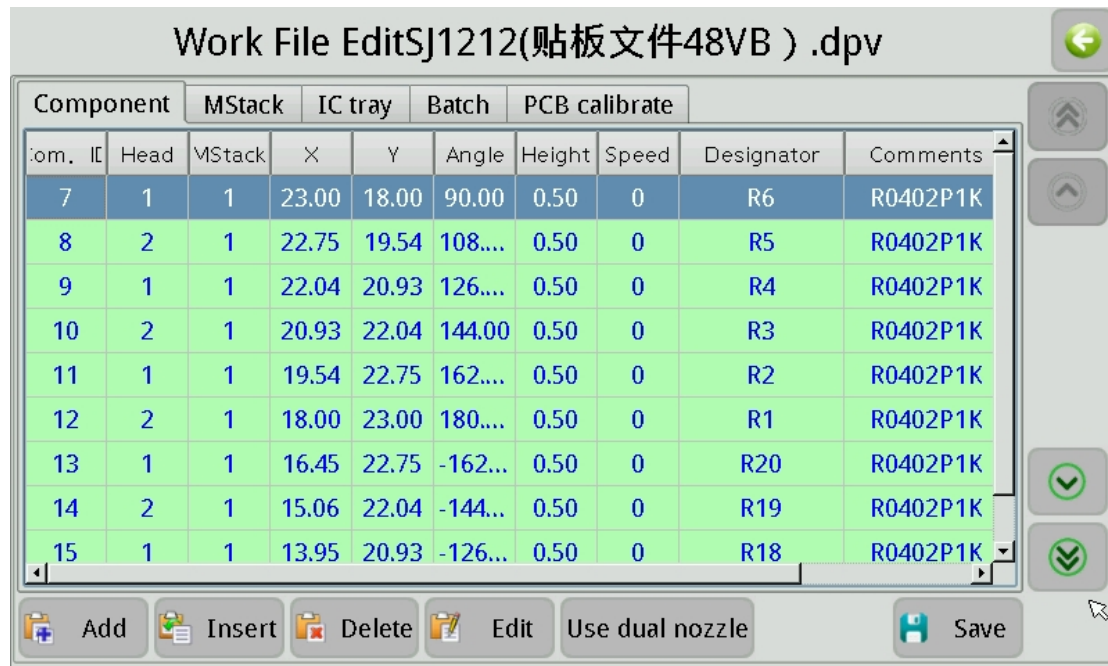 Work File EditSJ1212(贴板文件48VB ) .dpv
Component MStack IC tray Batch PCB calibrate
Com. ID Head MStack X Y Angle Height Speed Designator Comments
7 1 1 23.00 18.00 90.00 0.50 0 R6 R0402P1K
8 2 1 22.75 19.54 108.... 0.50 0 R5 R0402P1K
9 1 1 22.04 20.93 126.... 0.50 0 R4 R0402P1K
10 2 1 20.93 22.04 144.00 0.50 0 R3 R0402P1K
11 1 1 19.54 22.75 162.... 0.50 0 R2 R0402P1K
12 2 1 18.00 23.00 180.... 0.50 0 R1 R0402P1K
13 1 1 16.45 22.75 -162... 0.50 0 R20 R0402P1K
14 2 1 15.06 22.04 -144... 0.50 0 R19 R0402P1K
15 1 1 13.95 20.93 -126... 0.50 0 R18 R0402P1K
Add Insert Delete Edit Use dual nozzle Save